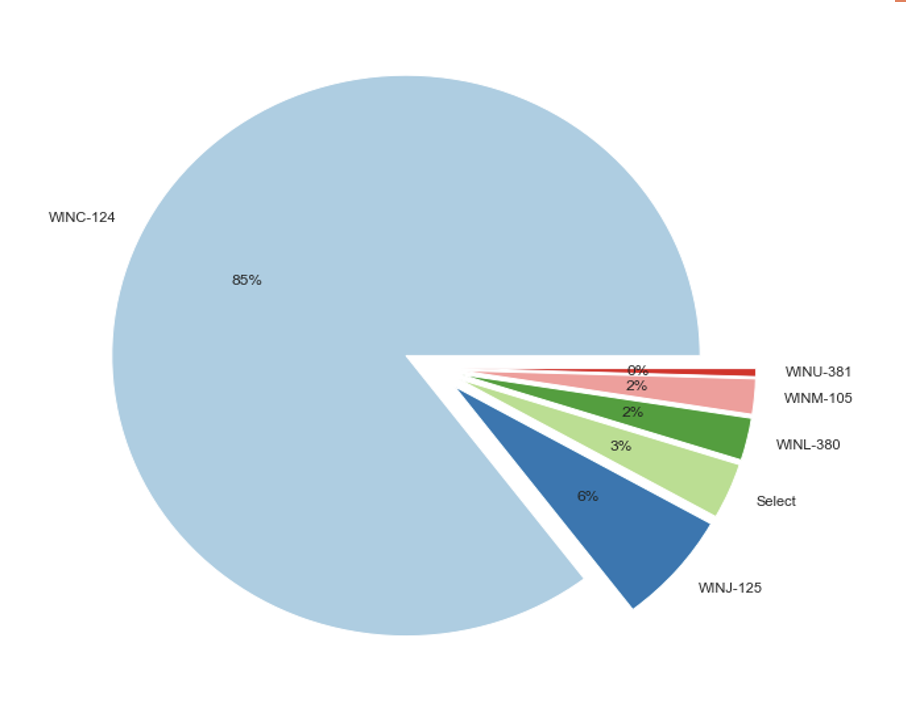 WINC-124
85%
0%
WINU-381
2%
WINM-105
2%
WINL-380
3%
Select
6%
WINJ-125